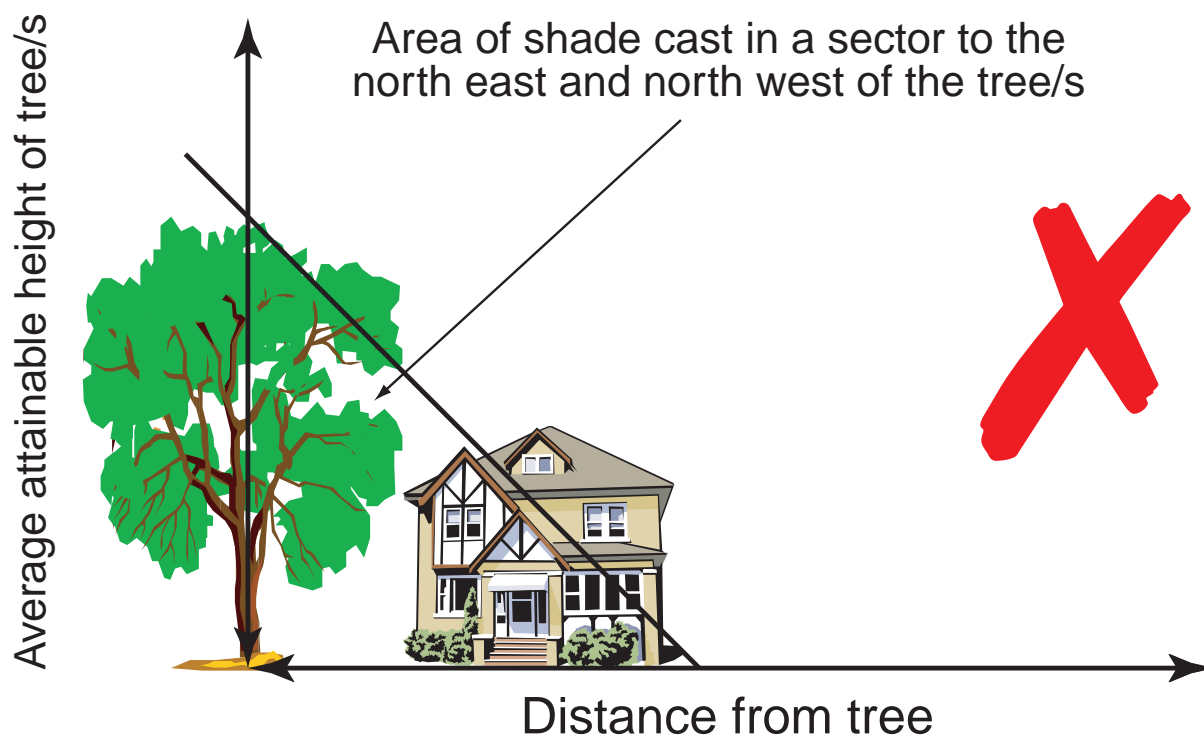 Average attainable height of tree/s
Area of shade cast in a sector to the
north east and north west of the tree/s
Distance from tree